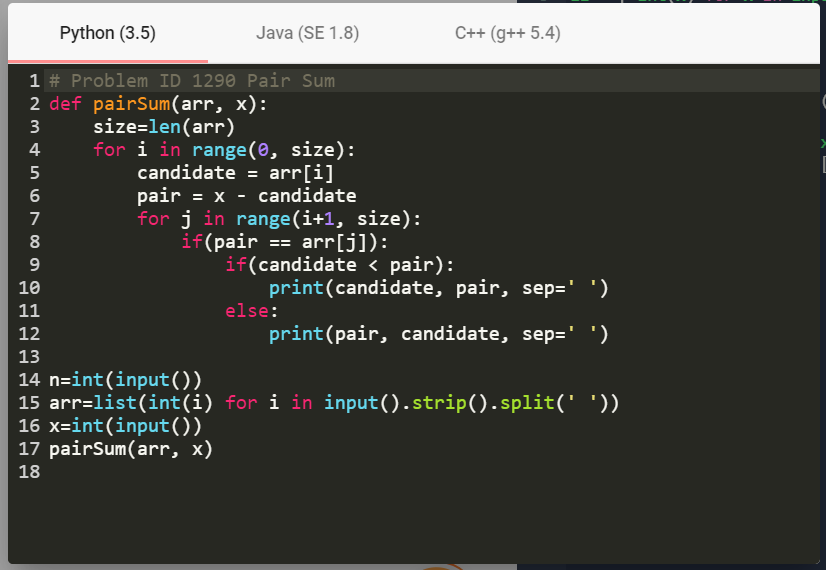 Python (3.5) Java (SE 1.8) C++ (g++ 5.4)
1 # Problem ID 1290 Pair Sum
2 def pairSum(arr, x):
3     size=len(arr)
4     for i in range(0, size):
5         candidate = arr[i]
6         pair = x - candidate
7         for j in range(i+1, size):
8             if(pair == arr[j]):
9                 if(candidate < pair):
10                     print(candidate, pair, sep=' ')
11                 else:
12                     print(pair, candidate, sep=' ')
13
14 n=int(input())
15 arr=list(int(i) for i in input().strip().split(' '))
16 x=int(input())
17 pairSum(arr, x)
18